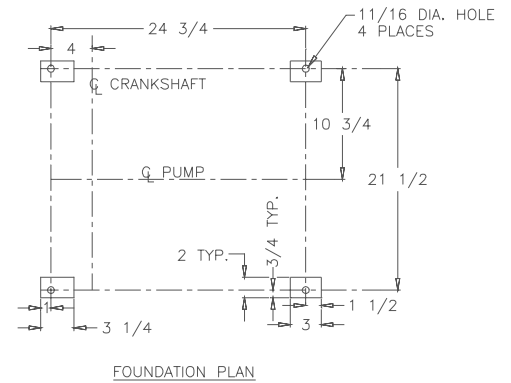 24 3/4
11/16 DIA. HOLE
4 PLACES
4
℄ CRANKSHAFT
10 3/4
℄ PUMP
21 1/2
3/4 TYP.
2 TYP.
1
1 1/2
3 1/4
3
FOUNDATION PLAN